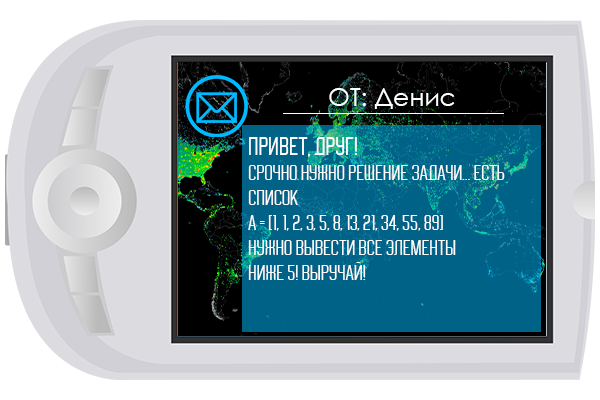 ОТ: Денис
ПРИВЕТ, ДРУГ!
СРОЧНО НУЖНО РЕШЕНИЕ ЗАДАЧИ... ЕСТЬ
СПИСОК
A = [1, 1, 2, 3, 5, 8, 13, 21, 34, 55, 89]
НУЖНО ВЫВЕСТИ ВСЕ ЭЛЕМЕНТЫ
НИЖЕ 5! ВЫРУЧАЙ!